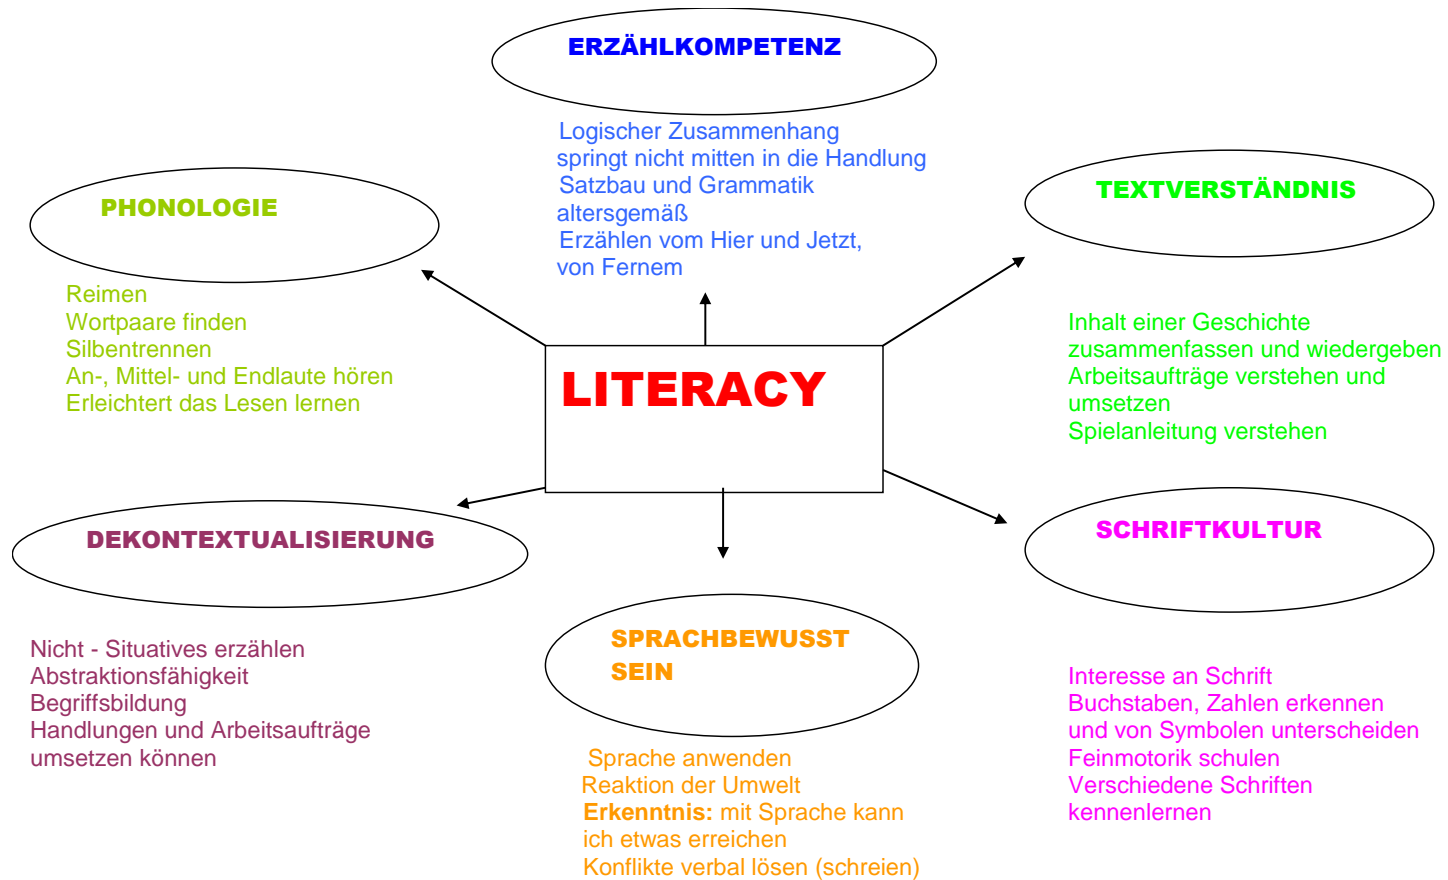 ERZÄHLKOMPETENZ
Logischer Zusammenhang
springt nicht mitten in die Handlung
Satzbau und Grammatik
altersgemäß
Erzählen vom Hier und Jetzt,
von Fernem
PHONOLOGIE
Reimen
Wortpaare finden
Silbentrennen
An-, Mittel- und Endlaute hören
Erleichtert das Lesen lernen
TEXTVERSTÄNDNIS
Inhalt einer Geschichte
zusammenfassen und wiedergeben
Arbeitsaufträge verstehen und
umsetzen
Spielanleitung verstehen
LITERACY
DEKONTEXTUALISIERUNG
Nicht - Situatives erzählen
Abstraktionsfähigkeit
Begriffsbildung
Handlungen und Arbeitsaufträge
umsetzen können
SPRACHBEWUSST
SEIN
Sprache anwenden
Reaktion der Umwelt
Erkenntnis: mit Sprache kann
ich etwas erreichen
Konflikte verbal lösen (schreien)
SCHRIFTKULTUR
Interesse an Schrift
Buchstaben, Zahlen erkennen
und von Symbolen unterscheiden
Feinmotorik schulen
Verschiedene Schriften
kennenlernen